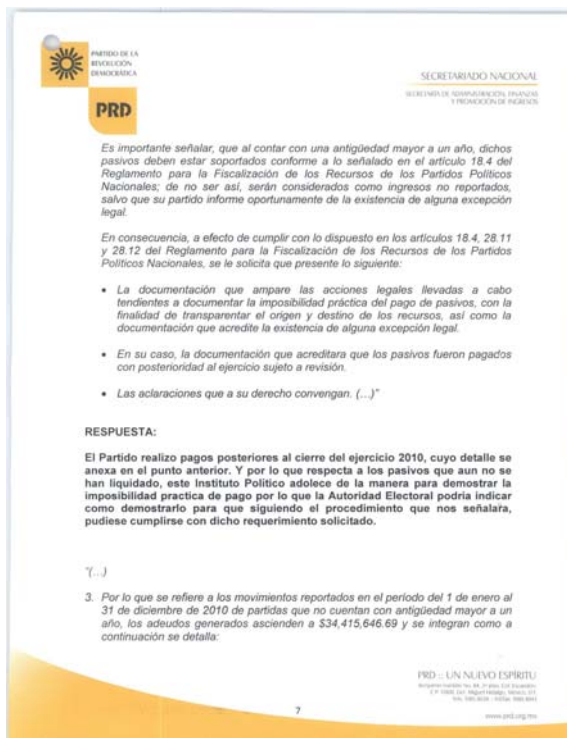 PARTIDO DE LA
REVOLUCIÓN
DEMOCRÁTICA
PRD
SECRETARIADO NACIONAL
SECRETARÍA DE ADMINISTRACIÓN, FINANZAS
Y PROMOCIÓN DE INGRESOS
Es importante señalar, que al contar con una antigüedad mayor a un año, dichos
pasivos deben estar soportados conforme a lo señalado en el artículo 18.4 del
Reglamento para la Fiscalización de los Recursos de los Partidos Políticos
Nacionales; de no ser así, serán considerados como ingresos no reportados,
salvo que su partido informe oportunamente de la existencia de alguna excepción
legal.
En consecuencia, a efecto de cumplir con lo dispuesto en los artículos 18.4, 28.11
y 28.12 del Reglamento para la Fiscalización de los Recursos de los Partidos
Políticos Nacionales, se le solicita que presente lo siguiente:
• La documentación que ampare las acciones legales llevadas a cabo
tendientes a documentar la imposibilidad práctica del pago de pasivos, con la
finalidad de transparentar el origen y destino de los recursos, así como la
documentación que acredite la existencia de alguna excepción legal.
• En su caso, la documentación que acreditara que los pasivos fueron pagados
con posterioridad al ejercicio sujeto a revisión.
• Las aclaraciones que a su derecho convengan. (...)"
RESPUESTA:
El Partido realizo pagos posteriores al cierre del ejercicio 2010, cuyo detalle se
anexa en el punto anterior. Y por lo que respecta a los pasivos que aun no se
han liquidado, este Instituto Politico adolece de la manera para demostrar la
imposibilidad practica de pago por lo que la Autoridad Electoral podría indicar
como demostrarlo para que siguiendo el procedimiento que nos señalara,
pudiese cumplirse con dicho requerimiento solicitado.
"(...)
3. Por lo que se refiere a los movimientos reportados en el período del 1 de enero al
31 de diciembre de 2010 de partidas que no cuentan con antigüedad mayor a un
año, los adeudos generados ascienden a $34,415,646.69 y se integran como a
continuación se detalla:
PRD :: UN NUEVO ESPÍRITU
7
www.prd.org.mx